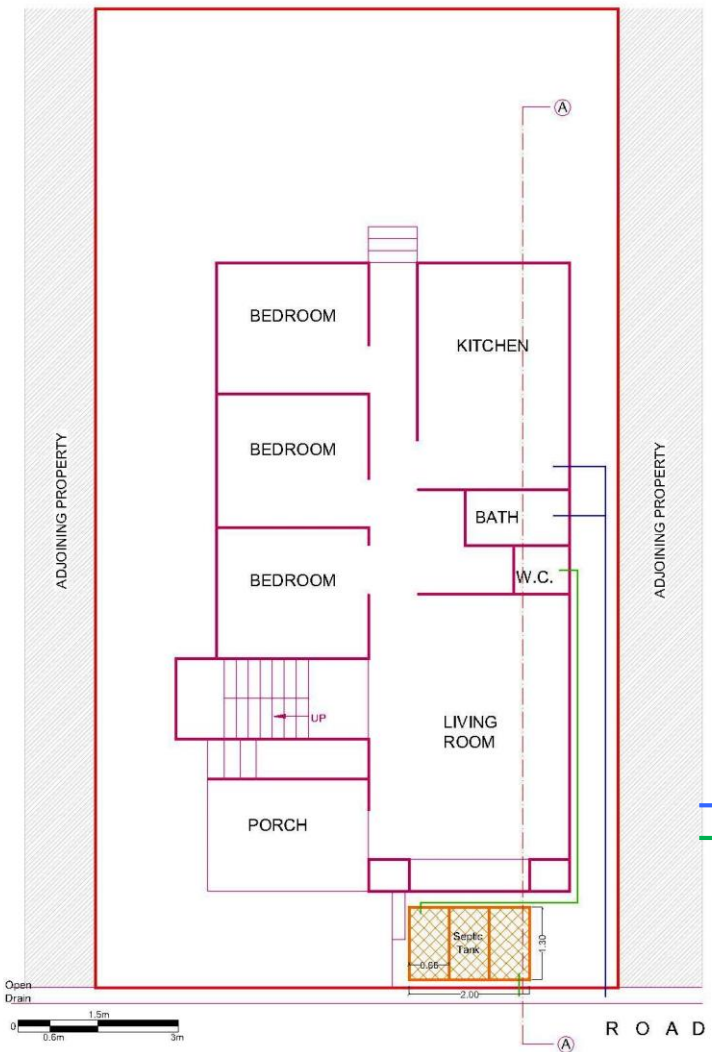 A
BEDROOM
KITCHEN
BEDROOM
ADJOINING PROPERTY
ADJOINING PROPERTY
BATH
BEDROOM
W.C.
UP
LIVING
ROOM
PORCH
Septic
Tank
0.66
1.30
2.00
Open
Drain
0
1.5m
0.6m
3m
A
R O A D